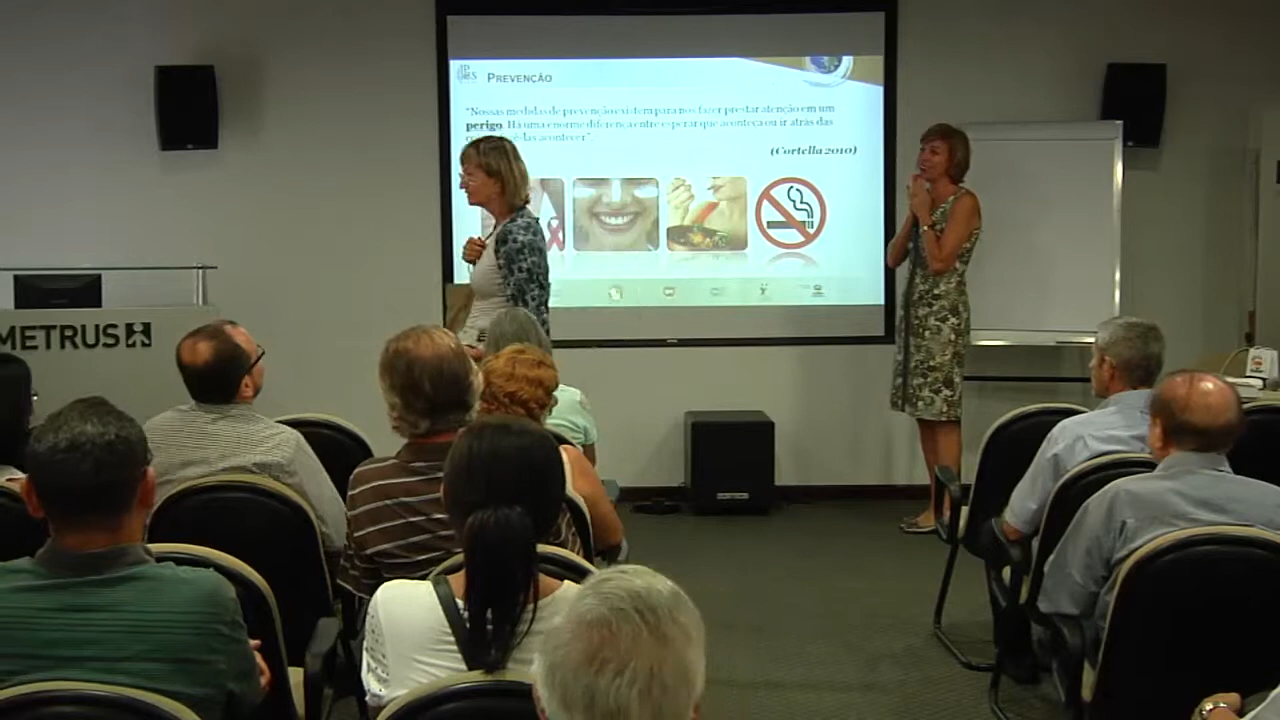 PREVENÇÃO
"Nossas medidas de prevenção existem para nos fazer prestar atenção em um
perigo. Há uma enorme diferença entre esperar que aconteça ou ir atrás das
acontecer"
(Cortella 2010)
METRUS